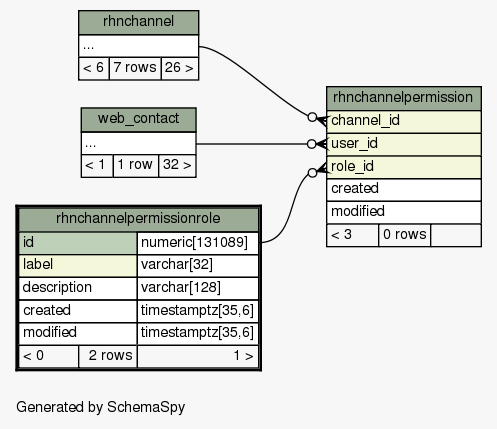 rhnchannel
...
< 6 7 rows 26 >
web_contact
...
< 1 1 row 32 >
rhnchannelpermission
channel_id
user_id
role_id
created
modified
< 3 0 rows
rhnchannelpermissionrole
id numeric[131089]
label varchar[32]
description varchar[128]
created timestamptz[35,6]
modified timestamptz[35,6]
< 0 2 rows 1 >
Generated by SchemaSpy